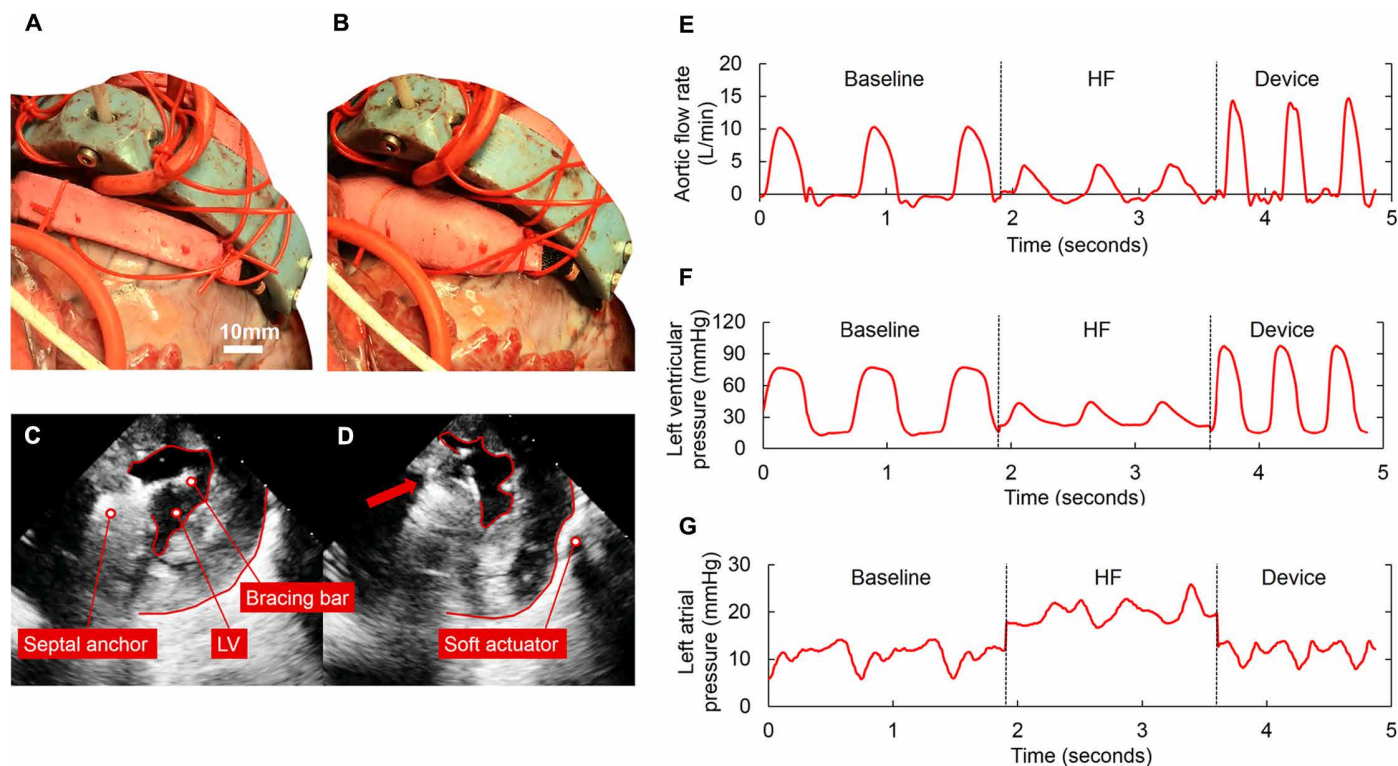 A
B
10mm
C
D
Septal anchor
LV
Bracing bar
Soft actuator
E
Aortic flow rate
(L/min)
20
15
10
5
0
Baseline
HF
Device
0
1
2
3
4
5
Time (seconds)
F
Left ventricular
pressure (mmHg)
120
90
60
30
0
Baseline
HF
Device
0
1
2
3
4
5
Time (seconds)
G
Left atrial
pressure (mmHg)
30
20
10
0
Baseline
HF
Device
0
1
2
3
4
5
Time (seconds)